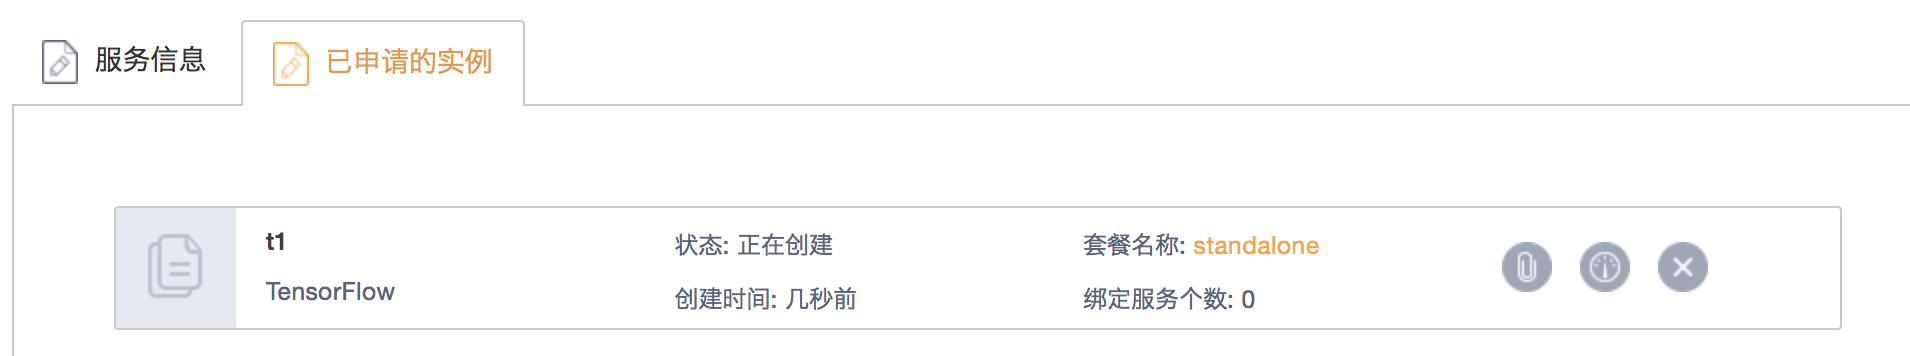 服务信息
已申请的实例
t1
TensorFlow
状态: 正在创建
创建时间: 几秒前
套餐名称: standalone
绑定服务个数: 0